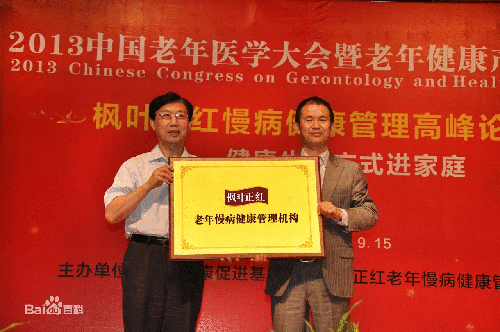 2013中国老年医学大会暨老年健康
2013 Chinese Congress on Gerontology and Heal
枫叶正红慢病健康管理高峰论
健康生 方式进家庭
枫叶正红
老年慢病健康管理机构
9.15
主办单位 康促进基 正红老年慢病健康管
Bai百科